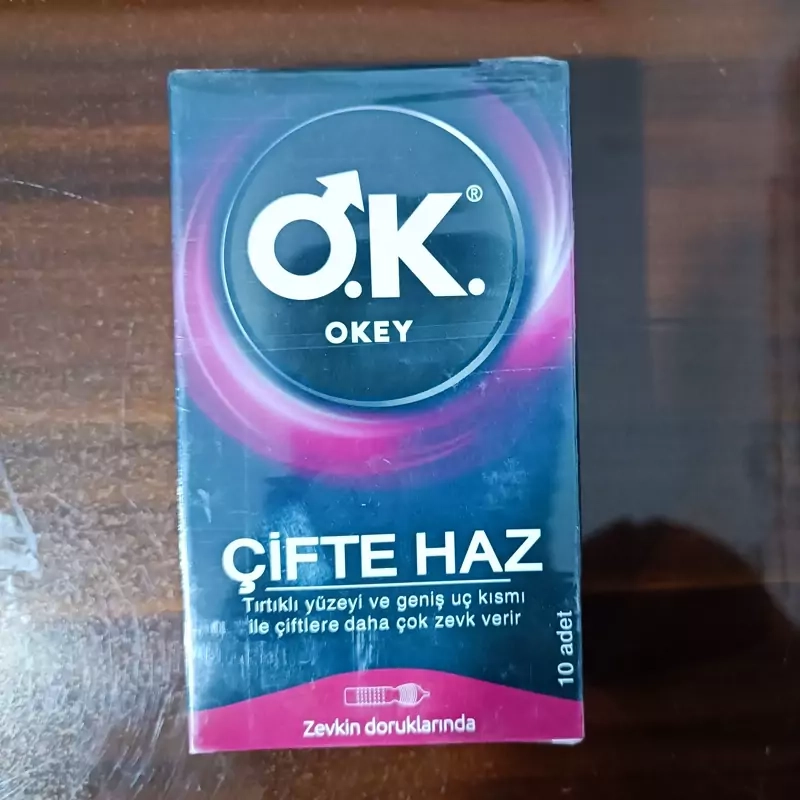 O.K.®
OKEY
ÇİFTE HAZ
Tırtıklı yüzeyi ve geniş uç kısmı
ile çiftlere daha çok zevk verir
10 adet
Zevkin doruklarında